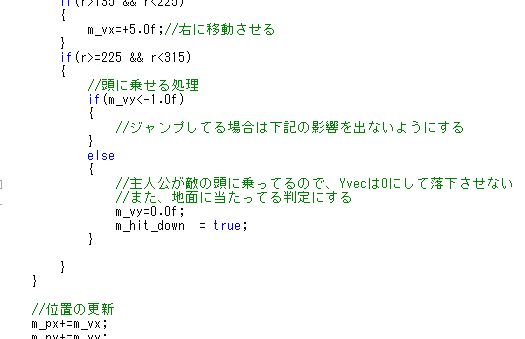 if(r>135 && r<225)
{
m_vx=+5.0f;//右に移動させる
}
if(r>=225 && r<315)
{
//頭に乗せる処理
if(m_vy<-1.0f)
{
//ジャンプしてる場合は下記の影響を出ないようにする
}
else
{
//主人公が敵の頭に乗ってるので、Yvecは0にして落下させない
//また、地面に当たってる判定にする
m_vy=0.0f;
m_hit_down  = true;
}
}
}
//位置の更新
m_px+=m_vx;